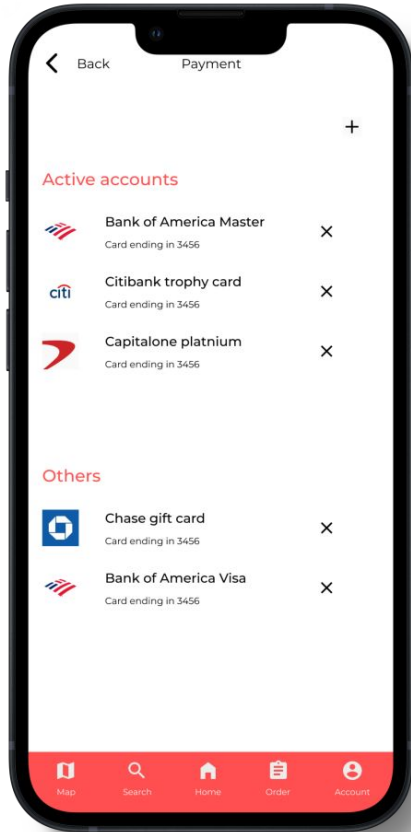 Back
Payment
+
Active accounts
Bank of America Master
Card ending in 3456
citi
Citibank trophy card
Card ending in 3456
Capitalone platnium
Card ending in 3456
Others
Chase gift card
Card ending in 3456
Bank of America Visa
Card ending in 3456
Map
Search
Home
Order
Account